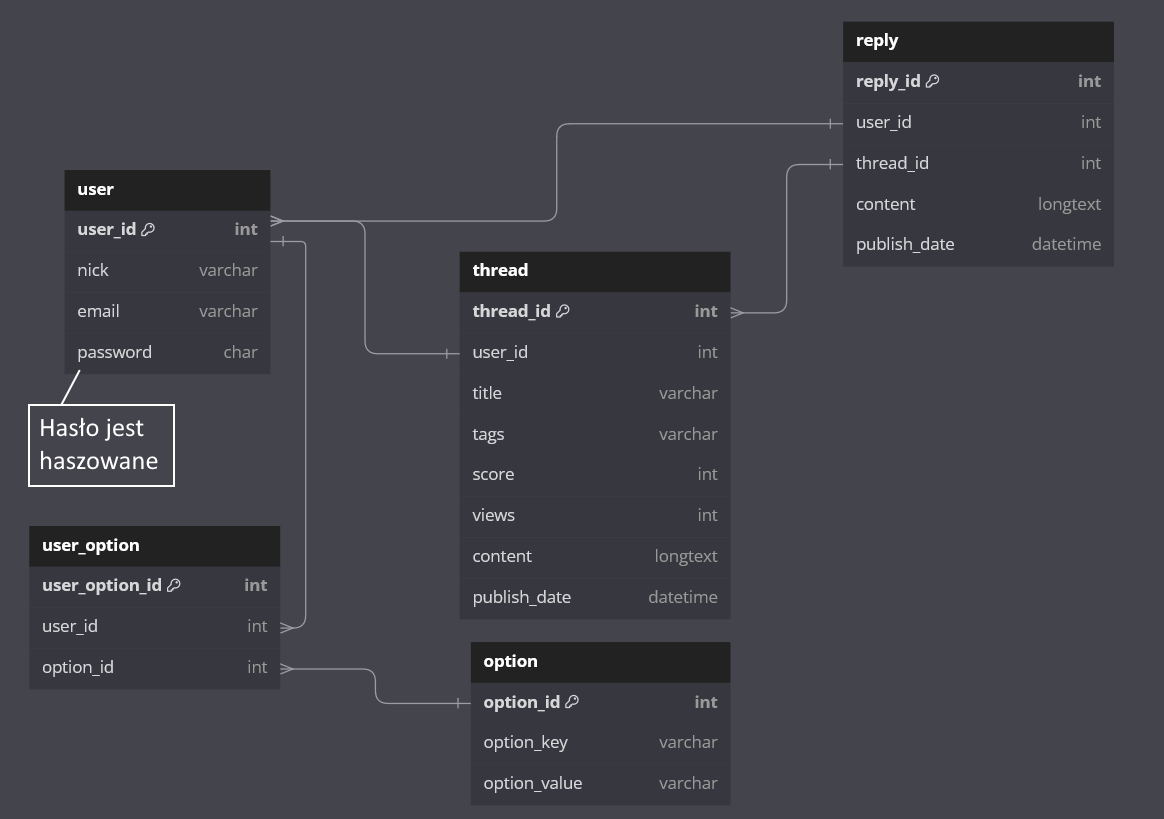 reply
reply_id int
user_id int
thread_id int
content longtext
publish_date datetime
user
user_id int
nick varchar
email varchar
password char
Hasło jest
haszowane
thread
thread_id int
user_id int
title varchar
tags varchar
score int
views int
content longtext
publish_date datetime
user_option
user_option_id int
user_id int
option_id int
option
option_id int
option_key varchar
option_value varchar